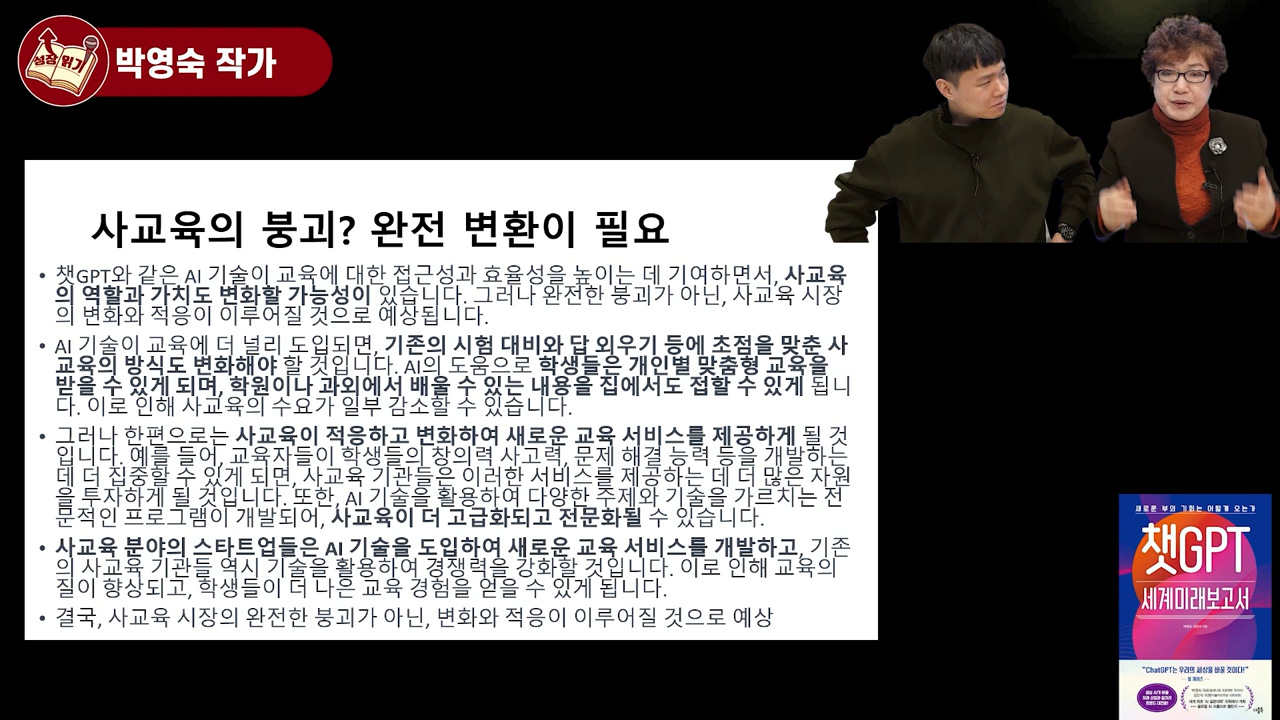 성장 읽기
박영숙 작가
사교육의 붕괴? 완전 변환이 필요
• 챗GPT와 같은 AI 기술이 교육에 대한 접근성과 효율성을 높이는 데 기여하면서, 사교육
의 역할과 가치도 변화할 가능성이 있습니다. 그러나 완전한 붕괴가 아닌, 사교육 시장
의 변화와 적응이 이루어질 것으로 예상됩니다.
• AI 기술이 교육에 더 널리 도입되면, 기존의 시험 대비와 답 외우기 등에 초점을 맞춘 사
교육의 방식도 변화해야 할 것입니다. AI의 도움으로 학생들은 개인별 맞춤형 교육을
받을 수 있게 되며, 학원이나 과외에서 배울 수 있는 내용을 집에서도 접할 수 있게 됩니
다. 이로 인해 사교육의 수요가 일부 감소할 수 있습니다.
• 그러나 한편으로는 사교육이 적응하고 변화하여 새로운 교육 서비스를 제공하게 될 것
입니다. 예를 들어, 교육자들이 학생들의 창의력 사고력, 문제 해결 능력 등을 개발하는
데 더 집중할 수 있게 되면, 사교육 기관들은 이러한 서비스를 제공하는 데 더 많은 자원
을 투자하게 될 것입니다. 또한, AI 기술을 활용하여 다양한 주제와 기술을 가르치는 전
문적인 프로그램이 개발되어, 사교육이 더 고급화되고 전문화될 수 있습니다.
• 사교육 분야의 스타트업들은 AI 기술을 도입하여 새로운 교육 서비스를 개발하고, 기존
의 사교육 기관들 역시 기술을 활용하여 경쟁력을 강화할 것입니다. 이로 인해 교육의
질이 향상되고, 학생들이 더 나은 교육 경험을 얻을 수 있게 됩니다.
• 결국, 사교육 시장의 완전한 붕괴가 아닌, 변화와 적응이 이루어질 것으로 예상
새로운 부의 기회는 어떻게 오는가
챗GPT
세계미래보고서
"ChatGPT는 우리의 세상을 바꿀 것이다!"
빌 게이츠